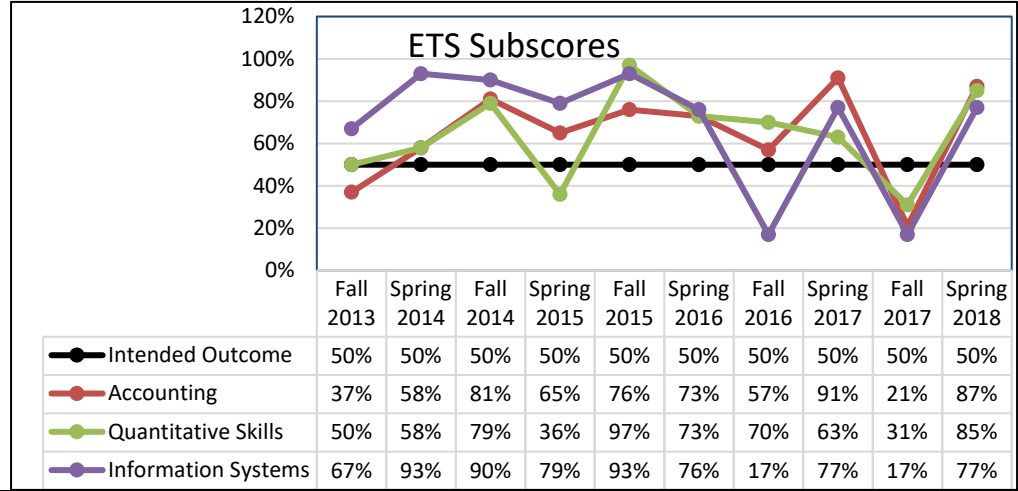 120%
ETS Subscores
100%
80%
60%
40%
20%
0%
Fall 2013 Spring 2014 Fall 2014 Spring 2015 Fall 2015 Spring 2016 Fall 2016 Spring 2017 Fall 2017 Spring 2018
Intended Outcome 50% 50% 50% 50% 50% 50% 50% 50% 50% 50%
Accounting 37% 58% 81% 65% 76% 73% 57% 91% 21% 87%
Quantitative Skills 50% 58% 79% 36% 97% 73% 70% 63% 31% 85%
Information Systems 67% 93% 90% 79% 93% 76% 17% 77% 17% 77%